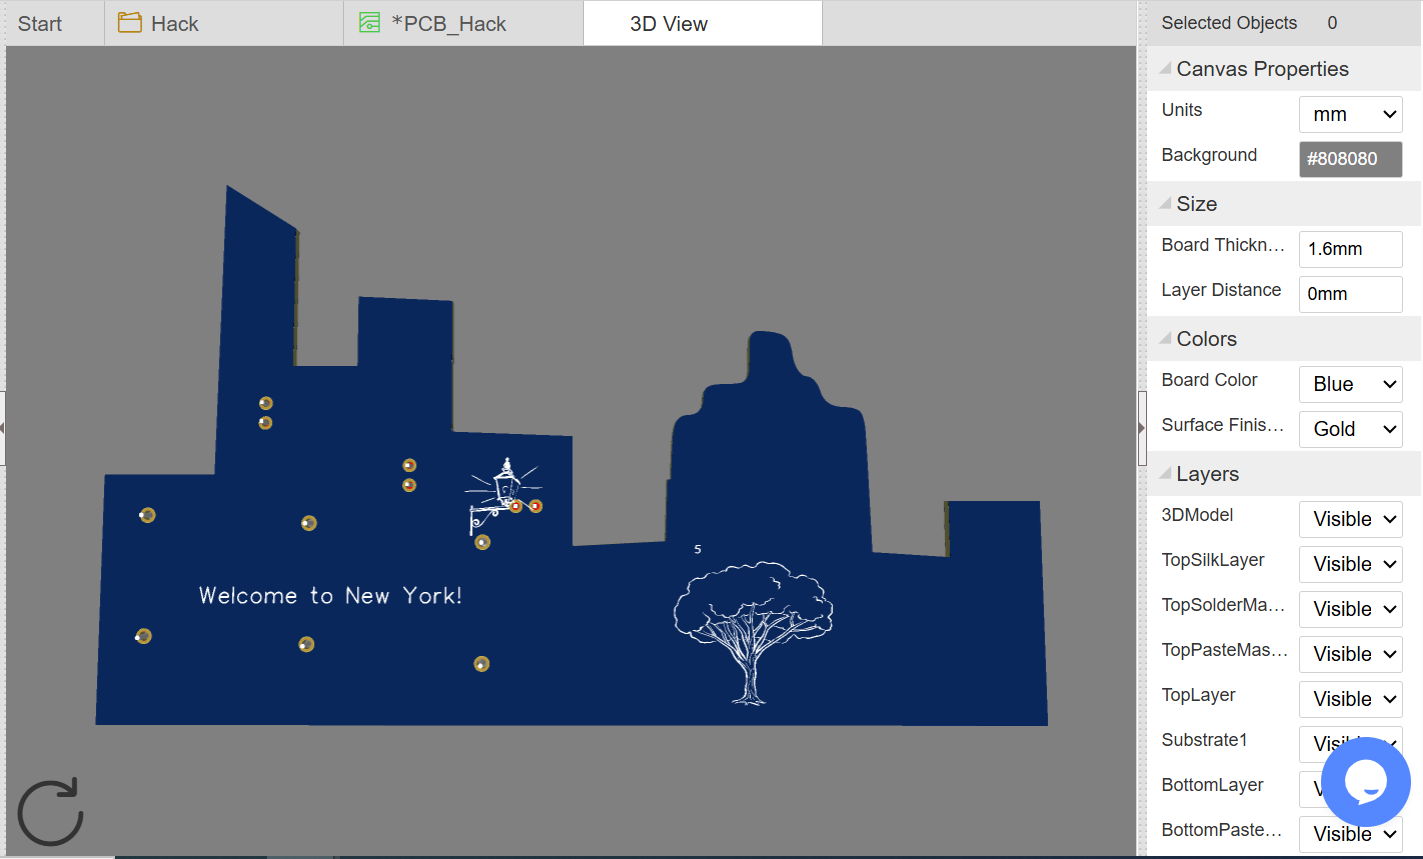 Start
Hack
*PCB_Hack
3D View
Selected Objects 0
Canvas Properties
Units mm
Background #808080
Size
Board Thickn... 1.6mm
Layer Distance 0mm
Colors
Board Color Blue
Surface Finis... Gold
Layers
3DModel Visible
TopSilkLayer Visible
TopSolderMa... Visible
TopPasteMas... Visible
TopLayer Visible
Substrate1 Visi
BottomLayer V
BottomPaste... Visible
5
Welcome to New York!